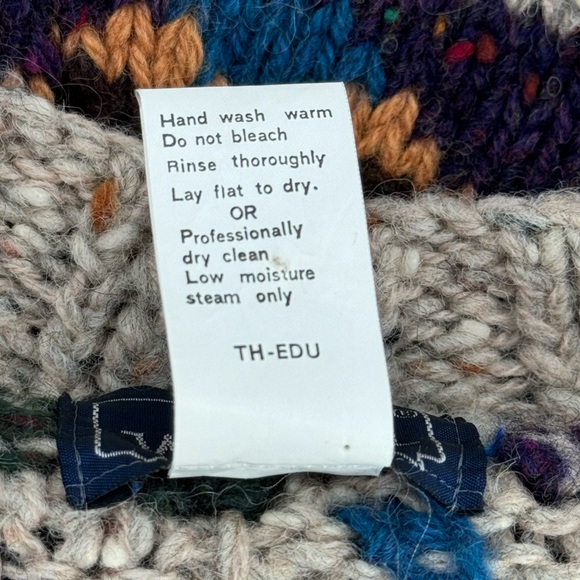 Hand wash warm
Do not bleach
Rinse thoroughly
Lay flat to dry.
OR
Professionally
dry clean
Low moisture
steam only
TH-EDU